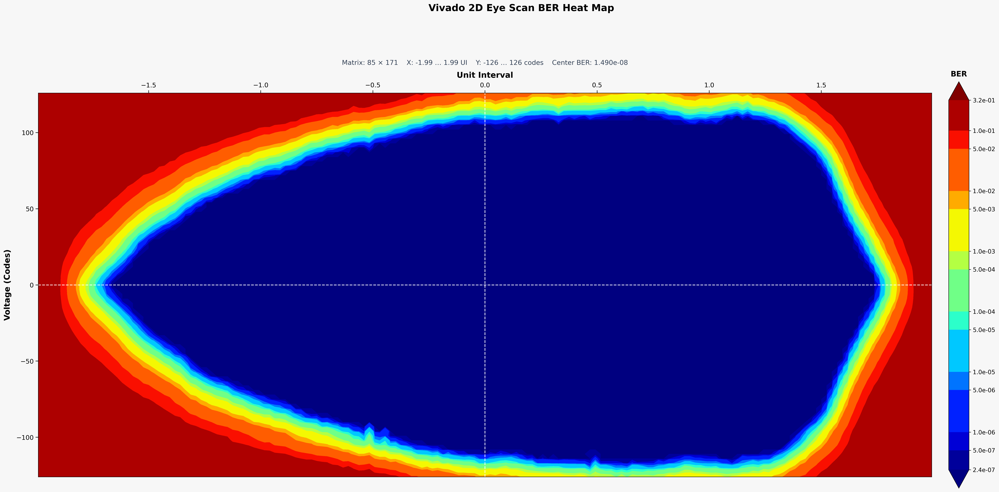 Vivado 2D Eye Scan BER Heat Map
Matrix: 85 × 171    X: -1.99 … 1.99 UI    Y: -126 … 126 codes    Center BER: 1.490e-08
Unit Interval
−1.5 −1.0 −0.5 0.0 0.5 1.0 1.5
Voltage (Codes)
100
50
0
−50
−100
BER
3.2e-01
1.0e-01
5.0e-02
1.0e-02
5.0e-03
1.0e-03
5.0e-04
1.0e-04
5.0e-05
1.0e-05
5.0e-06
1.0e-06
5.0e-07
2.4e-07